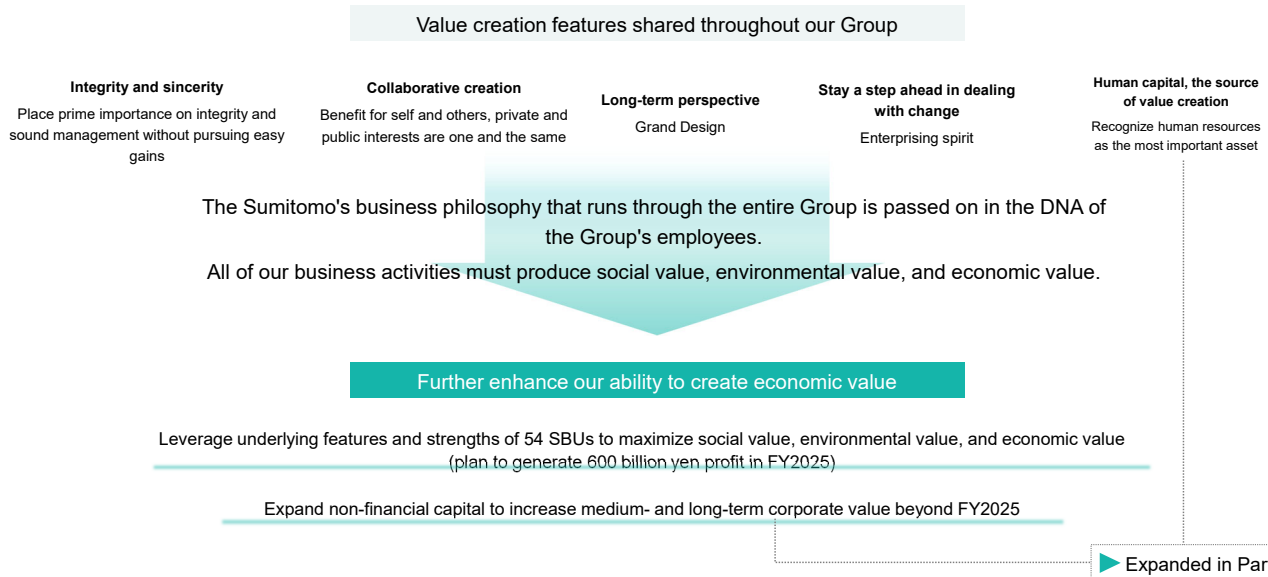 Value creation features shared throughout our Group
Integrity and sincerity
Place prime importance on integrity and
sound management without pursuing easy
gains
Collaborative creation
Benefit for self and others, private and
public interests are one and the same
Long-term perspective
Grand Design
Stay a step ahead in dealing
with change
Enterprising spirit
Human capital, the source
of value creation
Recognize human resources
as the most important asset
The Sumitomo's business philosophy that runs through the entire Group is passed on in the DNA of
the Group's employees.
All of our business activities must produce social value, environmental value, and economic value.
Further enhance our ability to create economic value
Leverage underlying features and strengths of 54 SBUs to maximize social value, environmental value, and economic value
(plan to generate 600 billion yen profit in FY2025)
Expand non-financial capital to increase medium- and long-term corporate value beyond FY2025
Expanded in Par